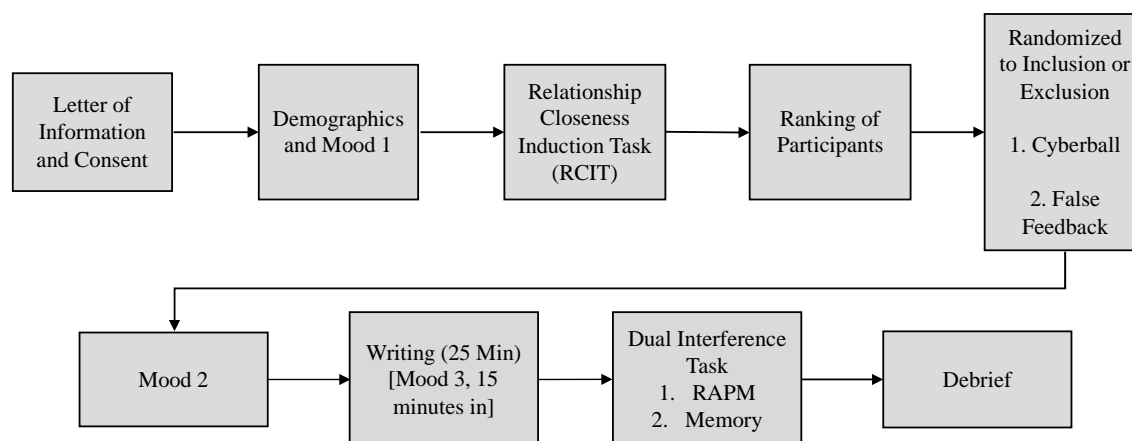 Letter of
Information
and Consent
Demographics
and Mood 1
Relationship
Closeness
Induction Task
(RCIT)
Ranking of
Participants
Randomized
to Inclusion or
Exclusion
1. Cyberball
2. False
Feedback
Mood 2
Writing (25 Min)
[Mood 3, 15
minutes in]
Dual Interference
Task
1. RAPM
2. Memory
Debrief